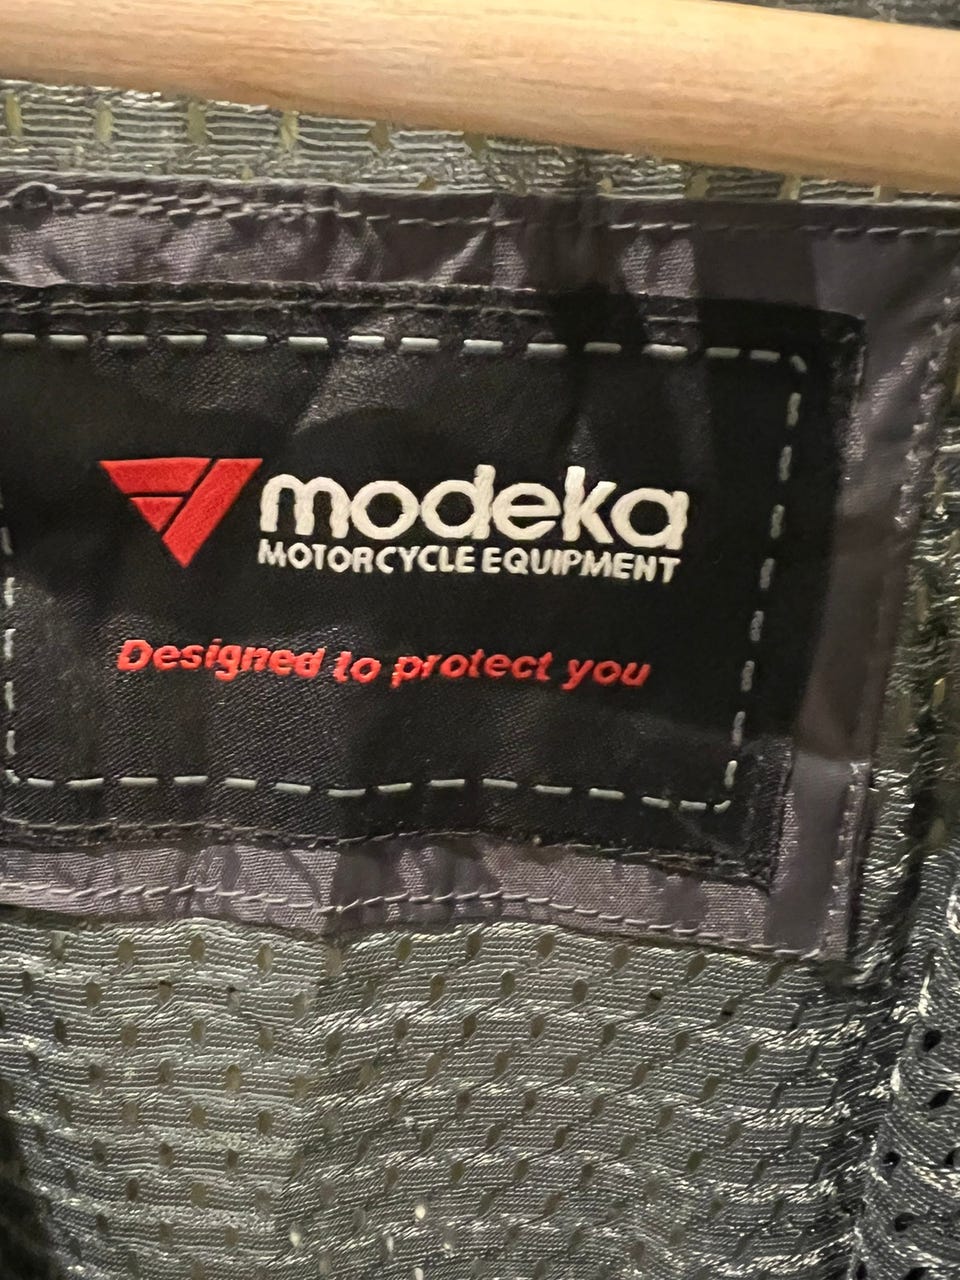 modeka
MOTORCYCLE EQUIPMENT
Designed to protect you